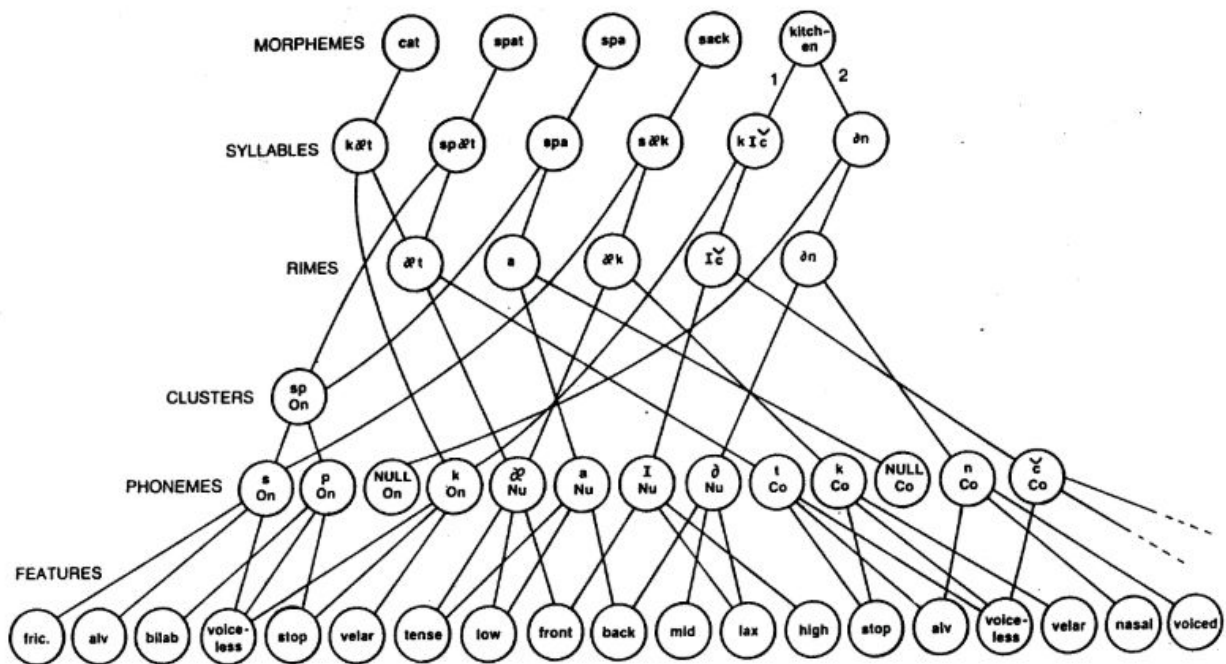 MORPHEMES cat spat spa sack kitch-
en
1 2
SYLLABLES kæt spæt spa sæk kIč ən
RIMES æt a æk Ič ən
CLUSTERS sp
On
PHONEMES s On p On NULL On k On æ Nu a Nu I Nu ə Nu t Co k Co NULL Co n Co č Co
FEATURES
fric. alv bilab voice-
less stop velar tense low front back mid lax high stop alv voice-
less velar nasal voiced